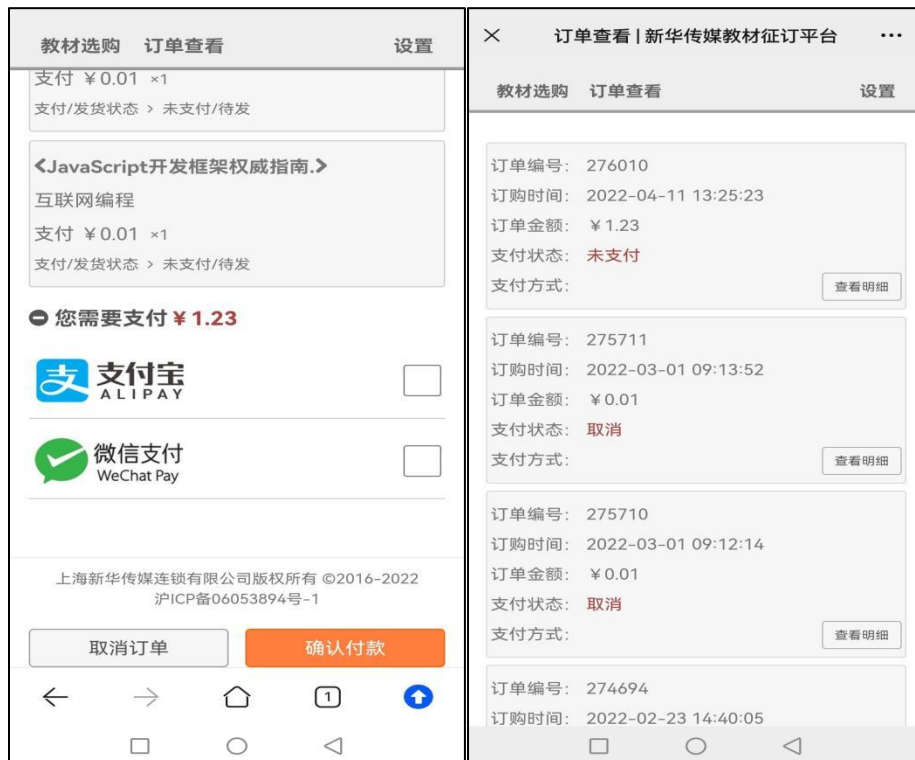 教材选购 订单查看 设置
支付 ￥0.01 ×1
支付/发货状态 > 未支付/待发
《JavaScript开发框架权威指南.》
互联网编程
支付 ￥0.01 ×1
支付/发货状态 > 未支付/待发
您需要支付￥1.23
支 支付宝
ALIPAY
微信支付
WeChat Pay
上海新华传媒连锁有限公司版权所有 ©2016-2022
沪ICP备06053894号-1
取消订单 确认付款
1
订单查看 | 新华传媒教材征订平台
教材选购 订单查看 设置
订单编号: 276010
订购时间: 2022-04-11 13:25:23
订单金额: ￥1.23
支付状态: 未支付
支付方式: 查看明细
订单编号: 275711
订购时间: 2022-03-01 09:13:52
订单金额: ￥0.01
支付状态: 取消
支付方式: 查看明细
订单编号: 275710
订购时间: 2022-03-01 09:12:14
订单金额: ￥0.01
支付状态: 取消
支付方式: 查看明细
订单编号: 274694
订购时间: 2022-02-23 14:40:05